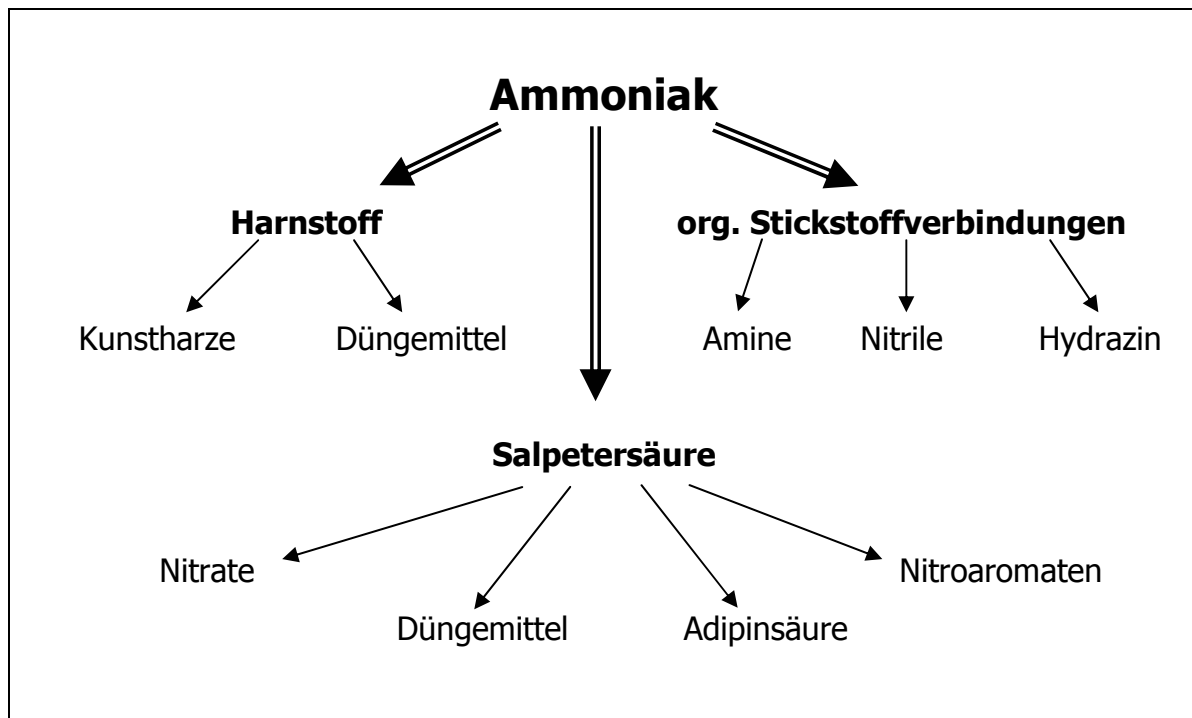 Ammoniak
Harnstoff
org. Stickstoffverbindungen
Kunstharze
Düngemittel
Amine
Nitrile
Hydrazin
Salpetersäure
Nitrate
Nitroaromaten
Düngemittel
Adipinsäure